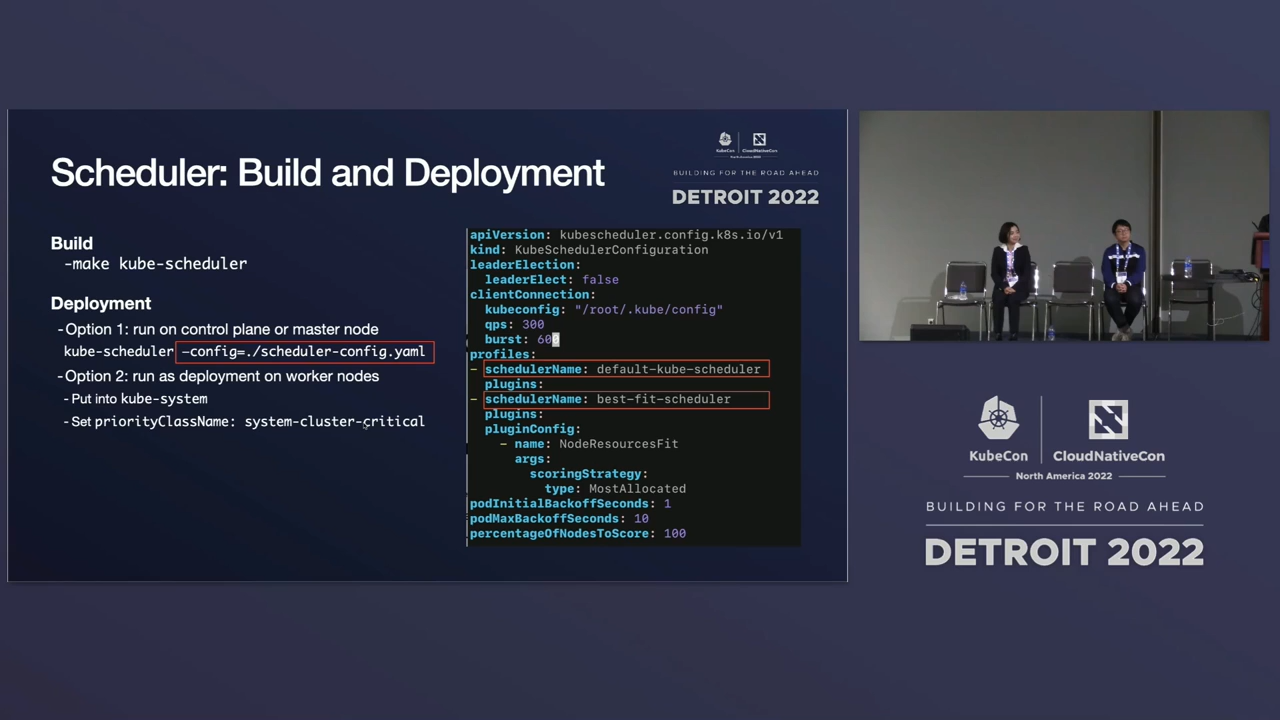 Scheduler: Build and Deployment
KubeCon
CloudNativeCon
North America 2022
BUILDING FOR THE ROAD AHEAD
DETROIT 2022
Build
-make kube-scheduler
Deployment
-Option 1: run on control plane or master node
kube-scheduler -config=./scheduler-config.yaml
-Option 2: run as deployment on worker nodes
-Put into kube-system
-Set priorityClassName: system-cluster-critical
apiVersion: kubescheduler.config.k8s.io/v1
kind: KubeSchedulerConfiguration
leaderElection:
leaderElect: false
clientConnection:
kubeconfig: "/root/.kube/config"
qps: 300
burst: 600
profiles:
- schedulerName: default-kube-scheduler
plugins:
- schedulerName: best-fit-scheduler
plugins:
pluginConfig:
- name: NodeResourcesFit
args:
scoringStrategy:
type: MostAllocated
podInitialBackoffSeconds: 1
podMaxBackoffSeconds: 10
percentageOfNodesToScore: 100
KubeCon
CloudNativeCon
North America 2022
BUILDING FOR THE ROAD AHEAD
DETROIT 2022